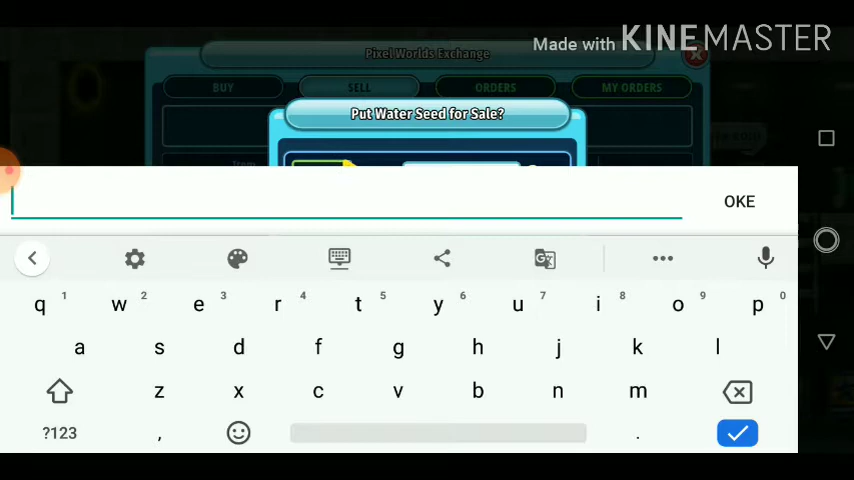 Made with KINEMASTER
Pixel Worlds Exchange
BUY SELL ORDERS MY ORDERS
Put Water Seed for Sale?
OKE
q 1 w 2 e 3 r 4 t 5 y 6 u 7 i 8 o 9 p 0
a s d f g h j k l
z x c v b n m
?123 , .